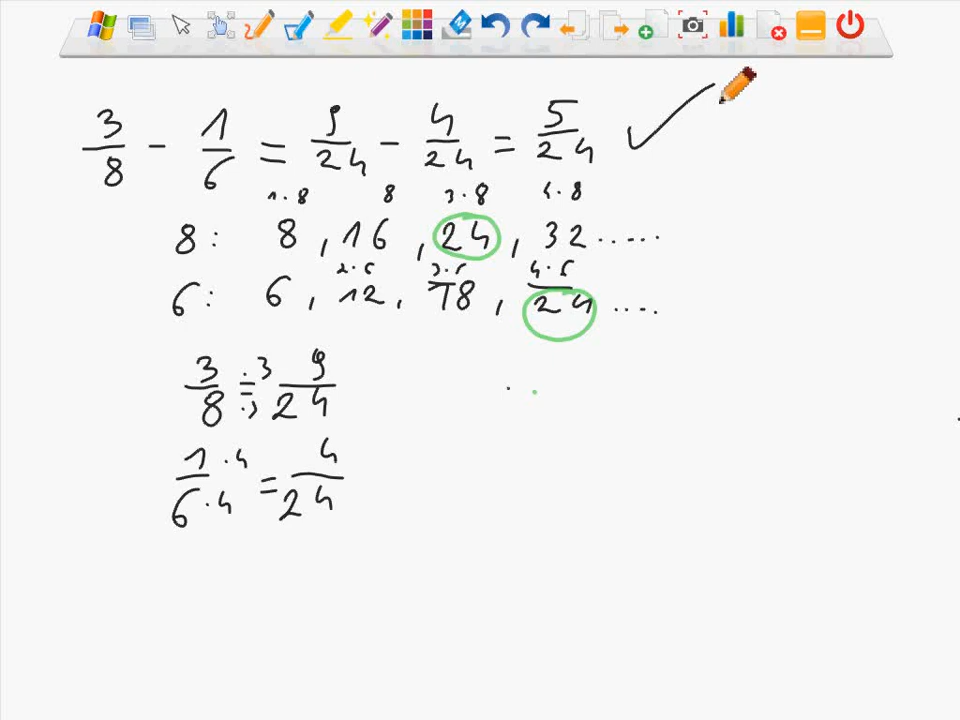 3/8 - 1/6 = 9/24 - 4/24 = 5/24 ✓
1·8 8 3·8 4·8
8: 8, 16, 24, 32 .....
2·6 3·6 4·6
6: 6, 12, 18, 24 ....
3/8 ·3/·3 = 9/24
1·4/6·4 = 4/24